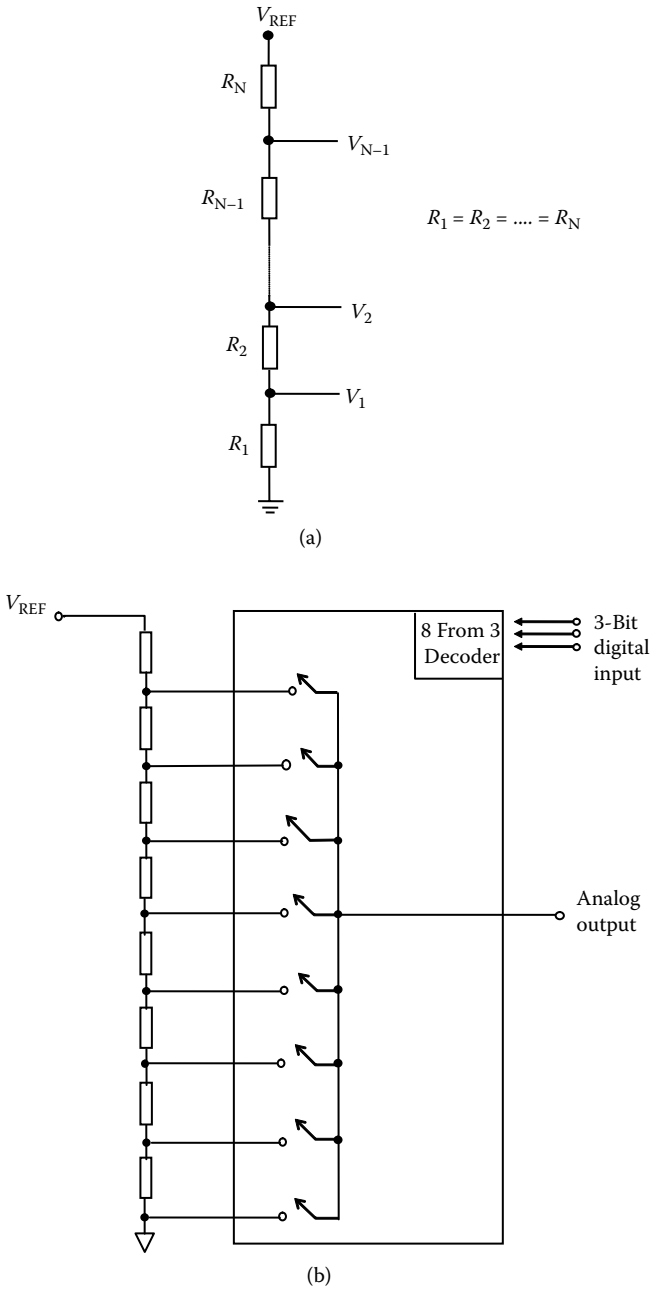 V_REF
R_N
V_N–1
R_N–1
R_1 = R_2 = .... = R_N
V_2
R_2
V_1
R_1
(a)
V_REF
8 From 3
Decoder
3-Bit
digital
input
Analog
output
(b)